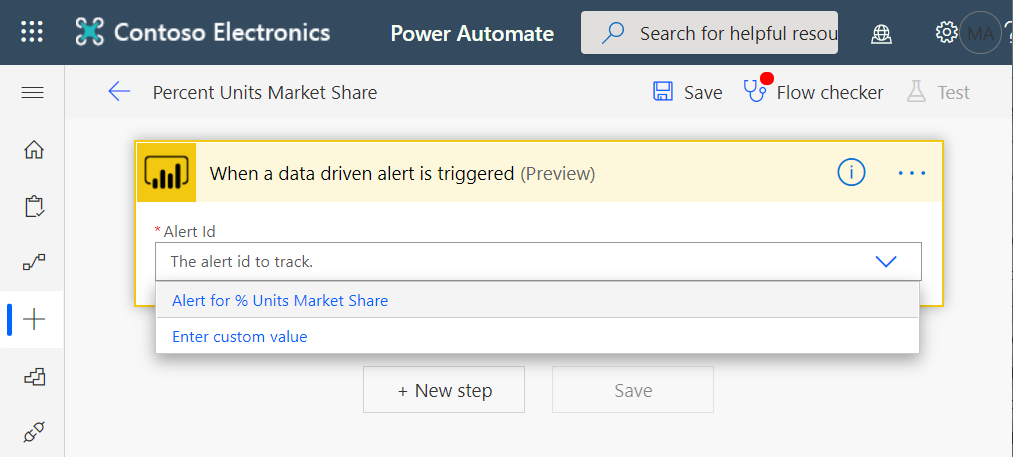 Contoso Electronics Power Automate Search for helpful resou MA ?
Percent Units Market Share Save Flow checker Test
When a data driven alert is triggered (Preview) i ...
* Alert Id
The alert id to track.
Alert for % Units Market Share
Enter custom value
+ New step Save